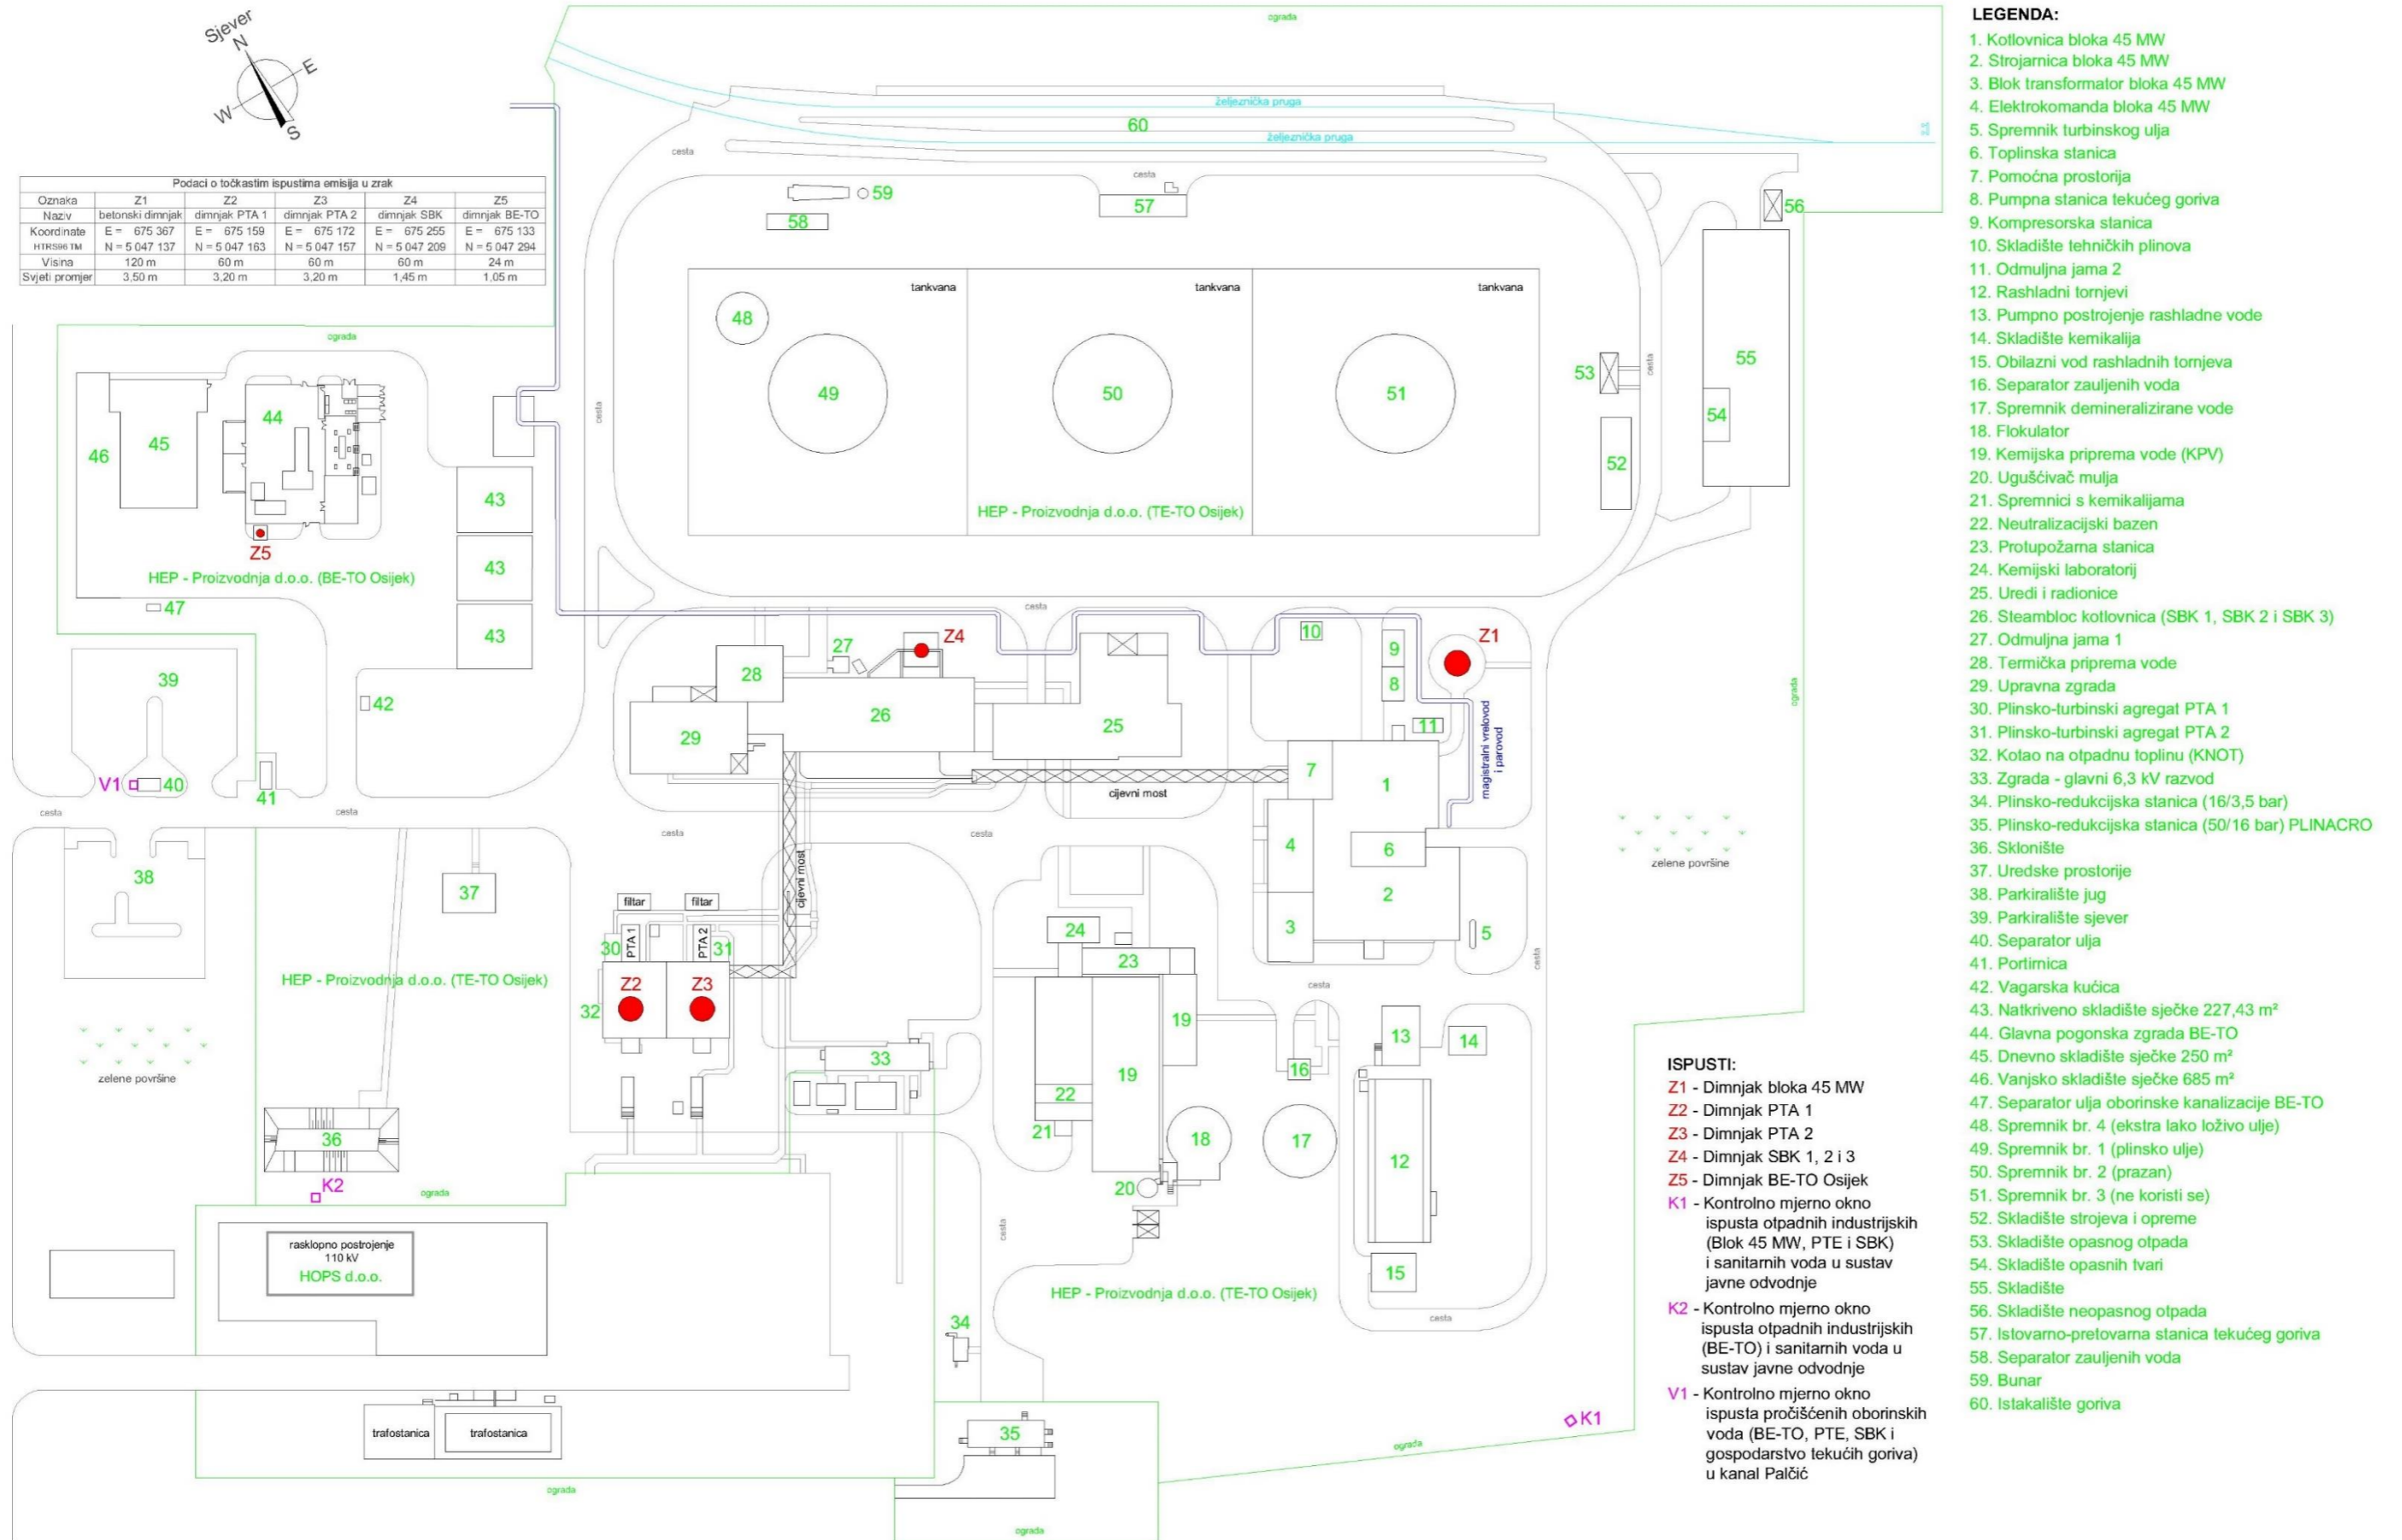 Sjever
N
E
W
S
Podaci o točkastim ispustima emisija u zrak
Oznaka Z1 Z2 Z3 Z4 Z5
Naziv betonski dimnjak dimnjak PTA 1 dimnjak PTA 2 dimnjak SBK dimnjak BE-TO
Koordinate E = 675 367 E = 675 159 E = 675 172 E = 675 255 E = 675 133
HTRS96 TM N = 5 047 137 N = 5 047 163 N = 5 047 157 N = 5 047 209 N = 5 047 294
Visina 120 m 60 m 60 m 60 m 24 m
Svjeti promjer 3,50 m 3,20 m 3,20 m 1,45 m 1,05 m
ograda
željeznička pruga
60
željeznička pruga
ž.ž.
cesta
cesta
59
58
57
56
tankvana
tankvana
tankvana
48
49
50
51
53
cesta
55
54
52
cesta
HEP - Proizvodnja d.o.o. (TE-TO Osijek)
ograda
44
45
46
43
43
43
Z5
HEP - Proizvodnja d.o.o. (BE-TO Osijek)
47
cesta
39
42
V1
40
41
cesta
cesta
27
Z4
28
26
29
25
10
9
8
Z1
11
magistralni vrelovod
i parovod
7
1
cijevni most
4
6
2
3
5
cesta
cesta
cijevni most
ograda
zelene površine
38
37
filtar
filtar
30
PTA 1
PTA 2
31
Z2
Z3
32
HEP - Proizvodnja d.o.o. (TE-TO Osijek)
zelene površine
24
23
19
19
22
21
18
20
17
16
13
14
12
15
cesta
cesta
cesta
cesta
33
36
K2
ograda
rasklopno postrojenje
110 kV
HOPS d.o.o.
trafostanica
trafostanica
HEP - Proizvodnja d.o.o. (TE-TO Osijek)
34
35
K1
ograda
ograda
ograda
LEGENDA:
1. Kotlovnica bloka 45 MW
2. Strojarnica bloka 45 MW
3. Blok transformator bloka 45 MW
4. Elektrokomanda bloka 45 MW
5. Spremnik turbinskog ulja
6. Toplinska stanica
7. Pomoćna prostorija
8. Pumpna stanica tekućeg goriva
9. Kompresorska stanica
10. Skladište tehničkih plinova
11. Odmuljna jama 2
12. Rashladni tornjevi
13. Pumpno postrojenje rashladne vode
14. Skladište kemikalija
15. Obilazni vod rashladnih tornjeva
16. Separator zauljenih voda
17. Spremnik demineralizirane vode
18. Flokulator
19. Kemijska priprema vode (KPV)
20. Ugušćivač mulja
21. Spremnici s kemikalijama
22. Neutralizacijski bazen
23. Protupožarna stanica
24. Kemijski laboratorij
25. Uredi i radionice
26. Steambloc kotlovnica (SBK 1, SBK 2 i SBK 3)
27. Odmuljna jama 1
28. Termička priprema vode
29. Upravna zgrada
30. Plinsko-turbinski agregat PTA 1
31. Plinsko-turbinski agregat PTA 2
32. Kotao na otpadnu toplinu (KNOT)
33. Zgrada - glavni 6,3 kV razvod
34. Plinsko-redukcijska stanica (16/3,5 bar)
35. Plinsko-redukcijska stanica (50/16 bar) PLINACRO
36. Sklonište
37. Uredske prostorije
38. Parkiralište jug
39. Parkiralište sjever
40. Separator ulja
41. Portirnica
42. Vagarska kućica
43. Natkriveno skladište sječke 227,43 m²
44. Glavna pogonska zgrada BE-TO
45. Dnevno skladište sječke 250 m²
46. Vanjsko skladište sječke 685 m²
47. Separator ulja oborinske kanalizacije BE-TO
48. Spremnik br. 4 (ekstra lako loživo ulje)
49. Spremnik br. 1 (plinsko ulje)
50. Spremnik br. 2 (prazan)
51. Spremnik br. 3 (ne koristi se)
52. Skladište strojeva i opreme
53. Skladište opasnog otpada
54. Skladište opasnih tvari
55. Skladište
56. Skladište neopasnog otpada
57. Istovarno-pretovarna stanica tekućeg goriva
58. Separator zauljenih voda
59. Bunar
60. Istakalište goriva
ISPUSTI:
Z1 - Dimnjak bloka 45 MW
Z2 - Dimnjak PTA 1
Z3 - Dimnjak PTA 2
Z4 - Dimnjak SBK 1, 2 i 3
Z5 - Dimnjak BE-TO Osijek
K1 - Kontrolno mjerno okno
ispusta otpadnih industrijskih
(Blok 45 MW, PTE i SBK)
i sanitarnih voda u sustav
javne odvodnje
K2 - Kontrolno mjerno okno
ispusta otpadnih industrijskih
(BE-TO) i sanitarnih voda u
sustav javne odvodnje
V1 - Kontrolno mjerno okno
ispusta pročišćenih oborinskih
voda (BE-TO, PTE, SBK i
gospodarstvo tekućih goriva)
u kanal Palčić